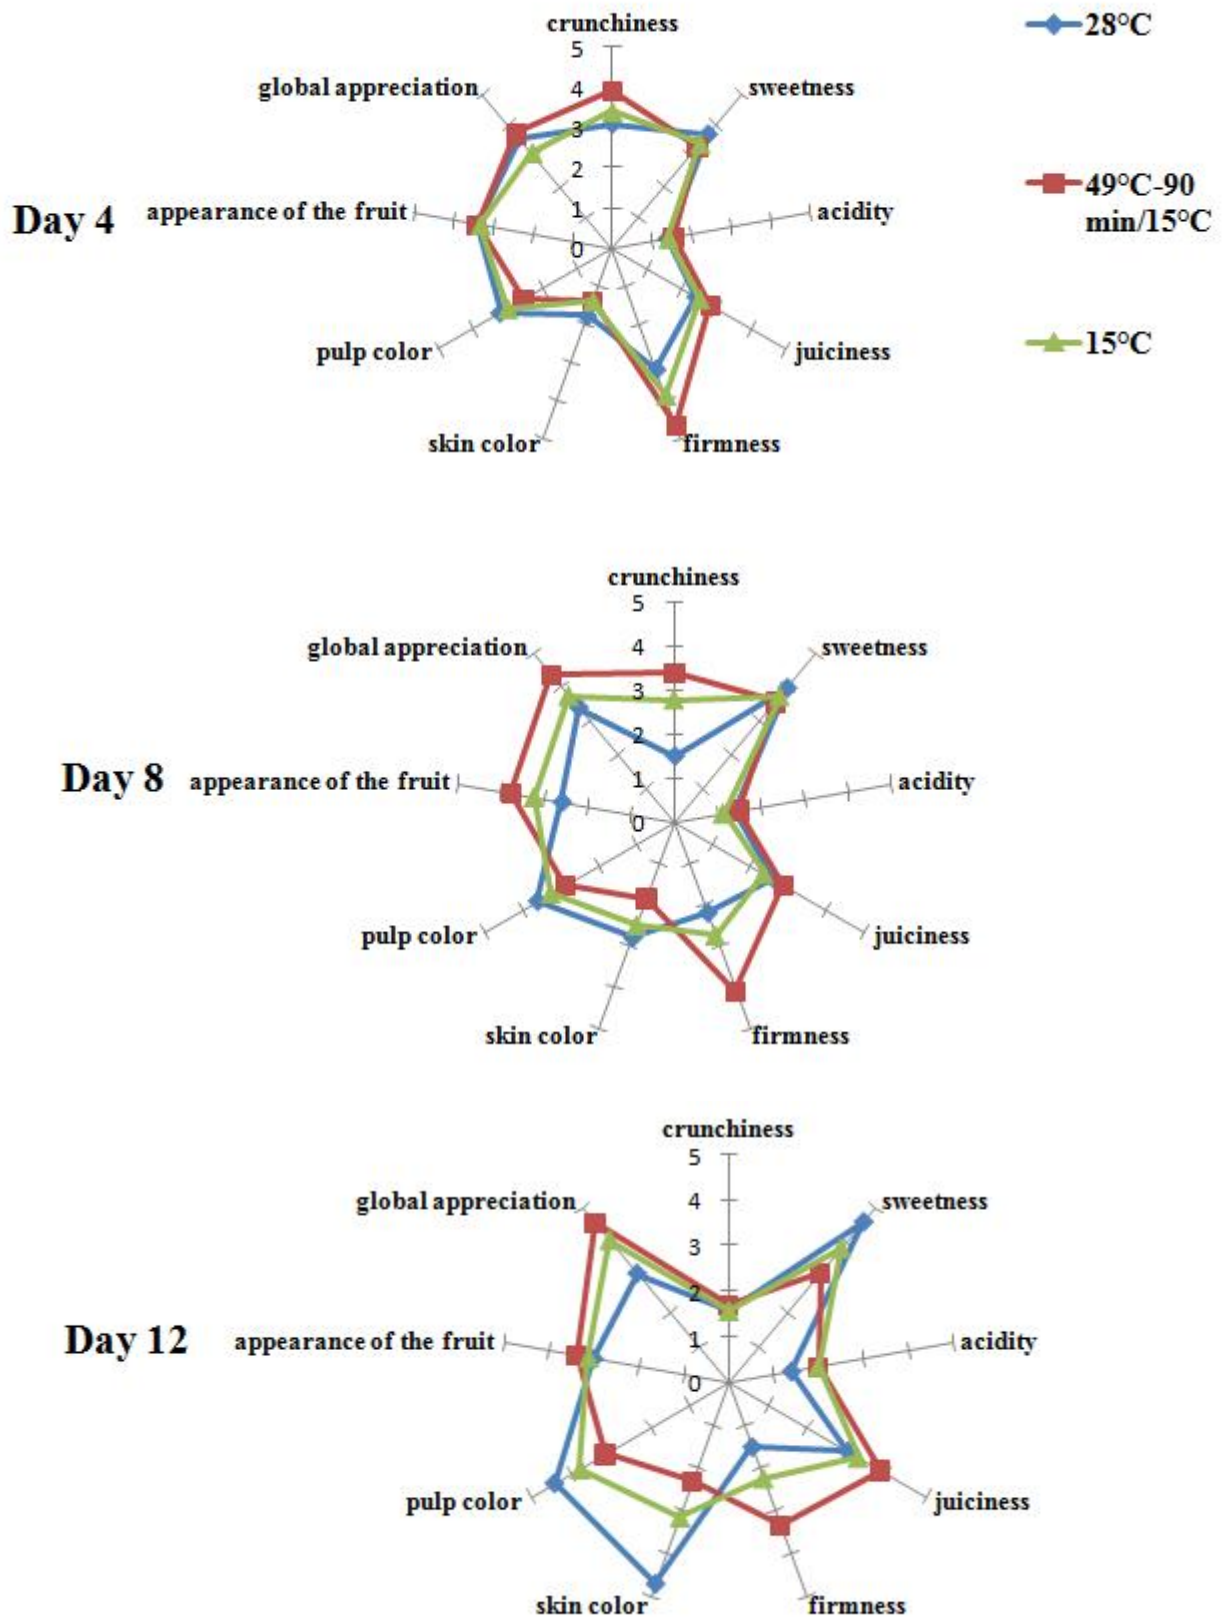 crunchiness
28°C
5
global appreciation
sweetness
4
3
49°C-90
min/15°C
2
Day 4
appearance of the fruit
acidity
1
0
15°C
pulp color
juiciness
skin color
firmness
crunchiness
5
global appreciation
sweetness
4
3
2
Day 8
appearance of the fruit
acidity
1
0
pulp color
juiciness
skin color
firmness
crunchiness
5
global appreciation
sweetness
4
3
2
Day 12
appearance of the fruit
acidity
1
0
pulp color
juiciness
skin color
firmness